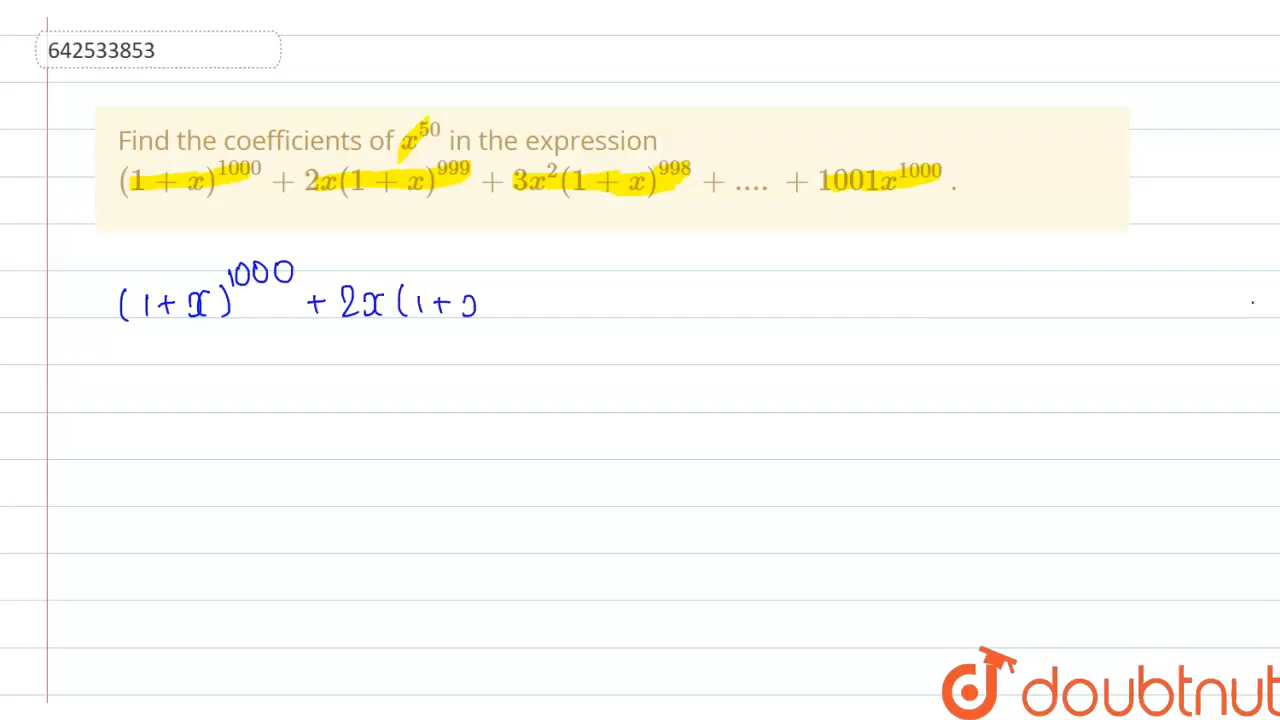 642533853
Find the coefficients of x^50 in the expression
(1 + x)^1000 + 2x(1 + x)^999 + 3x^2(1 + x)^998 + .... + 1001x^1000 .
(1 + x)^1000 + 2x(1 + x
doubtnut